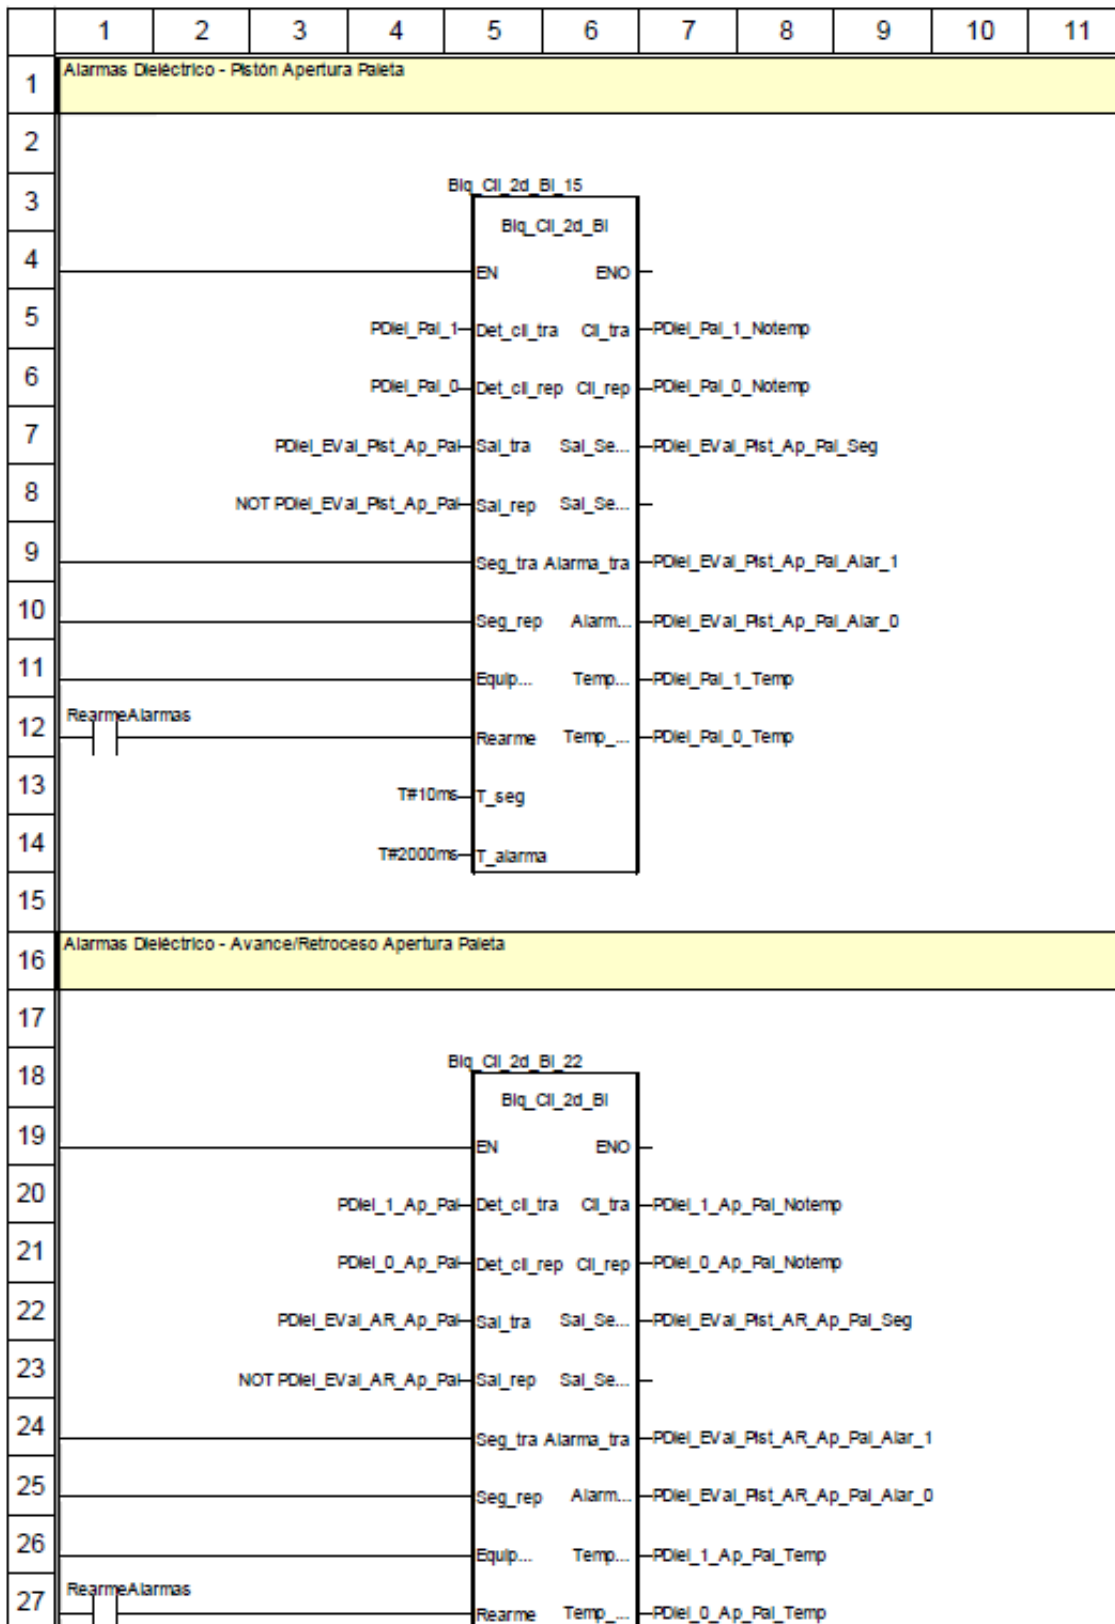 1 2 3 4 5 6 7 8 9 10 11
1 Alarmas Dieléctrico - Pistón Apertura Paleta
2
3 Blq_Cil_2d_Bl_15
Blq_Cil_2d_Bl
4 EN ENO
5 PDiel_Pal_1 Det_cil_tra Cil_tra PDiel_Pal_1_Notemp
6 PDiel_Pal_0 Det_cil_rep Cil_rep PDiel_Pal_0_Notemp
7 PDiel_EVal_Pist_Ap_Pal Sal_tra Sal_Se... PDiel_EVal_Pist_Ap_Pal_Seg
8 NOT PDiel_EVal_Pist_Ap_Pal Sal_rep Sal_Se...
9 Seg_tra Alarma_tra PDiel_EVal_Pist_Ap_Pal_Alar_1
10 Seg_rep Alarm... PDiel_EVal_Pist_Ap_Pal_Alar_0
11 Equip... Temp... PDiel_Pal_1_Temp
RearmeAlarmas
12 Rearme Temp_... PDiel_Pal_0_Temp
13 T#10ms T_seg
14 T#2000ms T_alarma
15
16 Alarmas Dieléctrico - Avance/Retroceso Apertura Paleta
17
18 Blq_Cil_2d_Bl_22
Blq_Cil_2d_Bl
19 EN ENO
20 PDiel_1_Ap_Pal Det_cil_tra Cil_tra PDiel_1_Ap_Pal_Notemp
21 PDiel_0_Ap_Pal Det_cil_rep Cil_rep PDiel_0_Ap_Pal_Notemp
22 PDiel_EVal_AR_Ap_Pal Sal_tra Sal_Se... PDiel_EVal_Pist_AR_Ap_Pal_Seg
23 NOT PDiel_EVal_AR_Ap_Pal Sal_rep Sal_Se...
24 Seg_tra Alarma_tra PDiel_EVal_Pist_AR_Ap_Pal_Alar_1
25 Seg_rep Alarm... PDiel_EVal_Pist_AR_Ap_Pal_Alar_0
26 Equip... Temp... PDiel_1_Ap_Pal_Temp
RearmeAlarmas
27 Rearme Temp_... PDiel_0_Ap_Pal_Temp